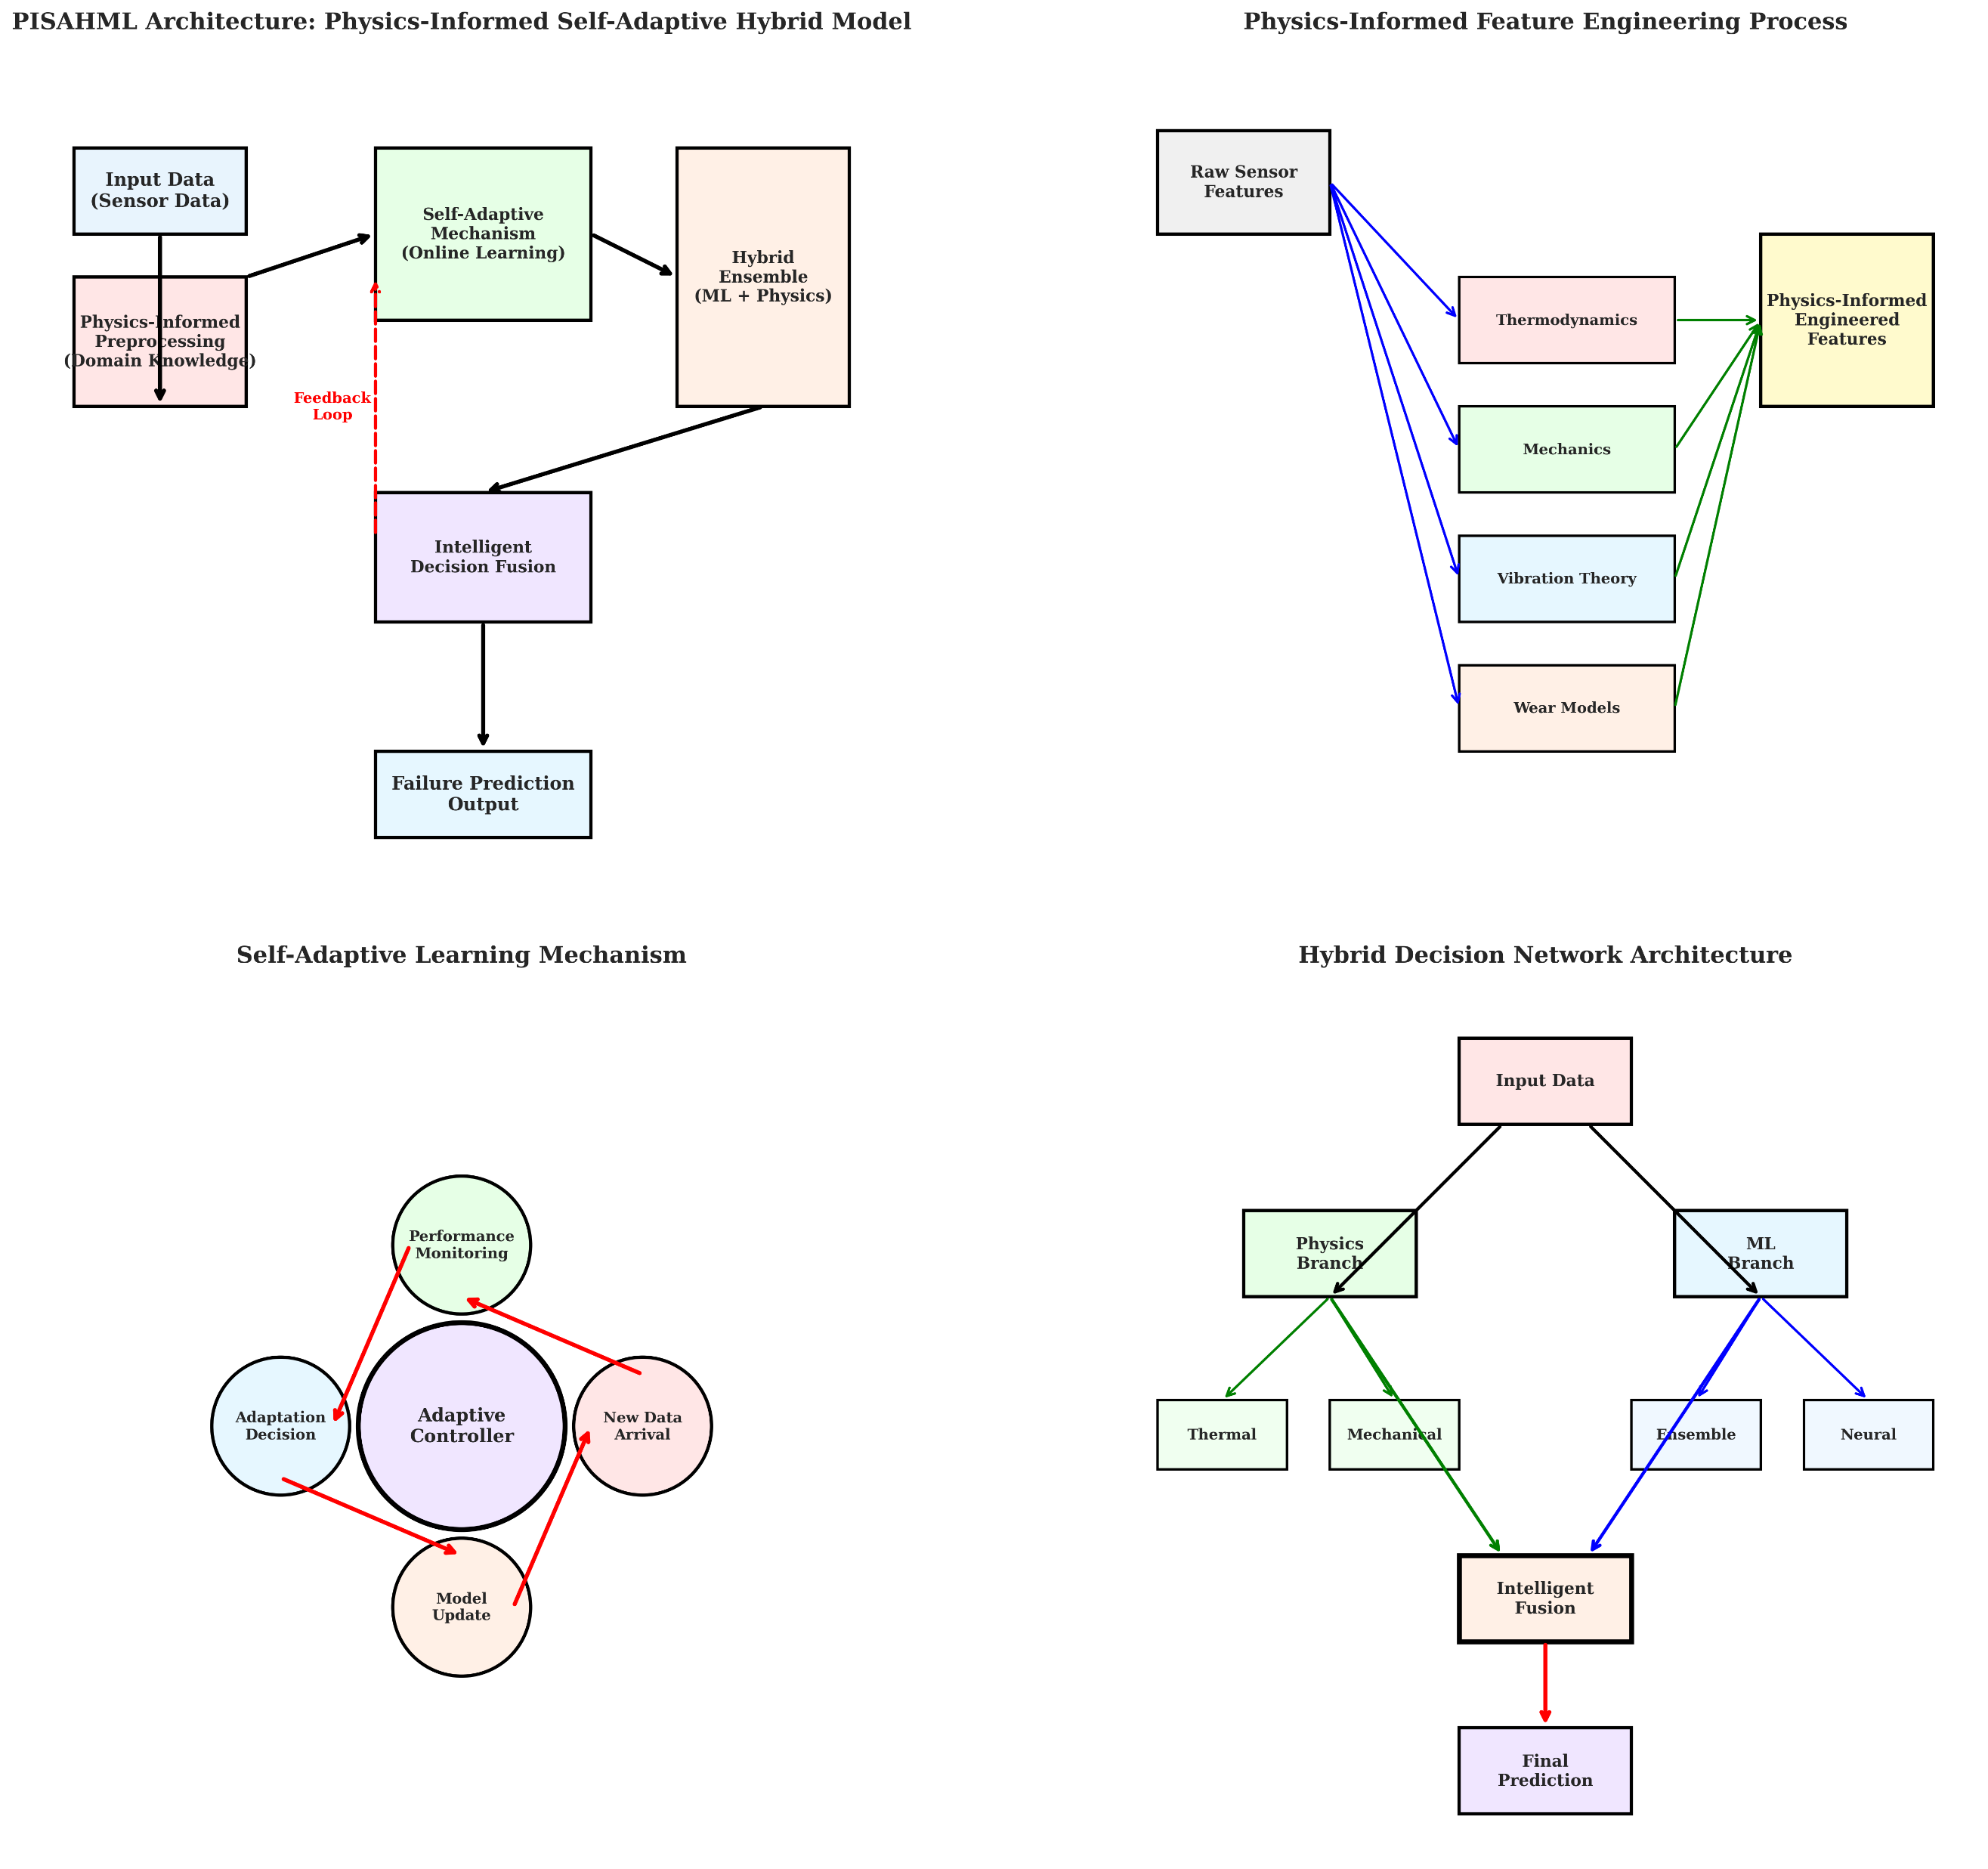 PISAHML Architecture: Physics-Informed Self-Adaptive Hybrid Model
Input Data
(Sensor Data)
Physics-Informed
Preprocessing
(Domain Knowledge)
Self-Adaptive
Mechanism
(Online Learning)
Hybrid
Ensemble
(ML + Physics)
Feedback
Loop
Intelligent
Decision Fusion
Failure Prediction
Output
Physics-Informed Feature Engineering Process
Raw Sensor
Features
Thermodynamics
Mechanics
Vibration Theory
Wear Models
Physics-Informed
Engineered
Features
Self-Adaptive Learning Mechanism
Performance
Monitoring
Adaptation
Decision
Adaptive
Controller
New Data
Arrival
Model
Update
Hybrid Decision Network Architecture
Input Data
Physics
Branch
ML
Branch
Thermal
Mechanical
Ensemble
Neural
Intelligent
Fusion
Final
Prediction